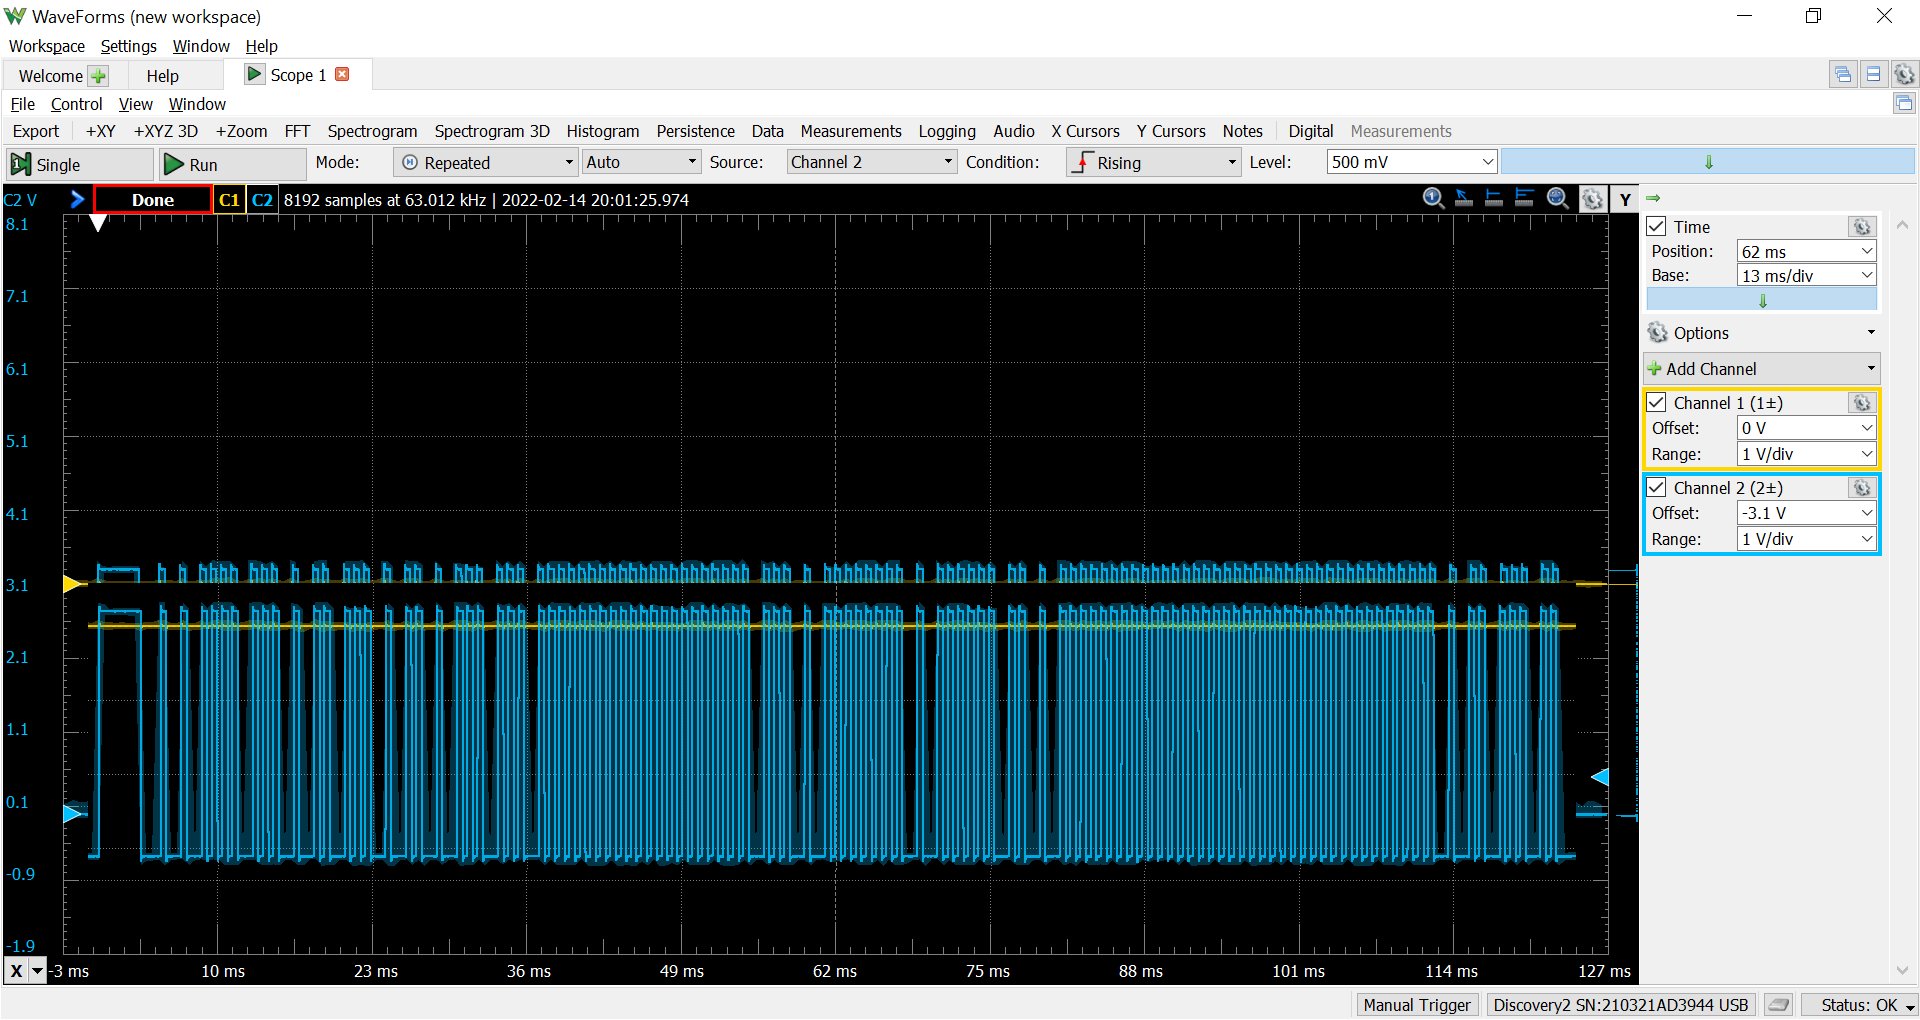 WaveForms (new workspace)
Workspace Settings Window Help
Welcome Help Scope 1
File Control View Window
Export +XY +XYZ 3D +Zoom FFT Spectrogram Spectrogram 3D Histogram Persistence Data Measurements Logging Audio X Cursors Y Cursors Notes Digital Measurements
Single Run Mode: Repeated Auto Source: Channel 2 Condition: Rising Level: 500 mV
C2 V Done C1 C2 8192 samples at 63.012 kHz | 2022-02-14 20:01:25.974 Y
8.1
7.1
6.1
5.1
4.1
3.1
2.1
1.1
0.1
-0.9
-1.9
X -3 ms 10 ms 23 ms 36 ms 49 ms 62 ms 75 ms 88 ms 101 ms 114 ms 127 ms
Time
Position: 62 ms
Base: 13 ms/div
Options
Add Channel
Channel 1 (1±)
Offset: 0 V
Range: 1 V/div
Channel 2 (2±)
Offset: -3.1 V
Range: 1 V/div
Manual Trigger Discovery2 SN:210321AD3944 USB Status: OK